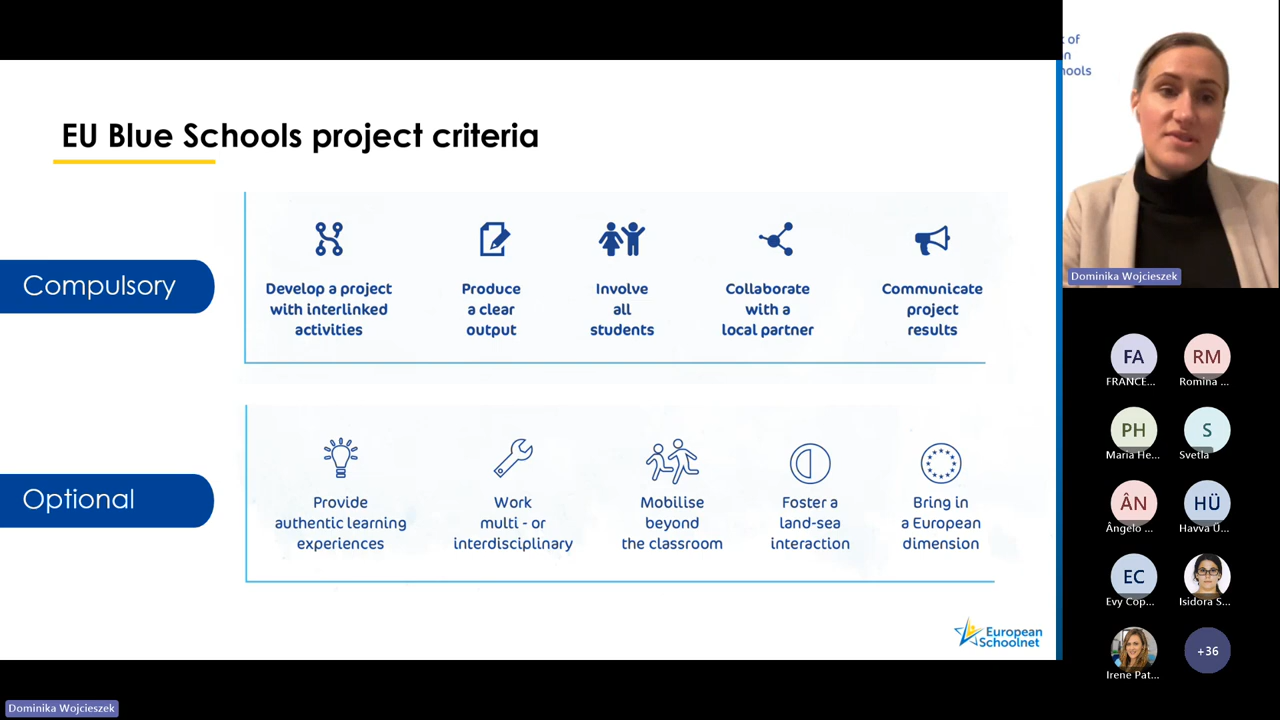 EU Blue Schools project criteria
Compulsory
Develop a project
with interlinked
activities
Produce
a clear
output
Involve
all
students
Collaborate
with a
local partner
Communicate
project
results
Optional
Provide
authentic learning
experiences
Work
multi - or
interdisciplinary
Mobilise
beyond
the classroom
Foster a
land-sea
interaction
Bring in
a European
dimension
European
Schoolnet
of
n
ools
Dominika Wojcieszek
FA
FRANCE...
RM
Romina ...
PH
Maria He...
S
Svetla
ÂN
Ângelo ...
HÜ
Havva Ü...
EC
Evy Cop...
Isidora S...
Irene Pat...
+36
Dominika Wojcieszek